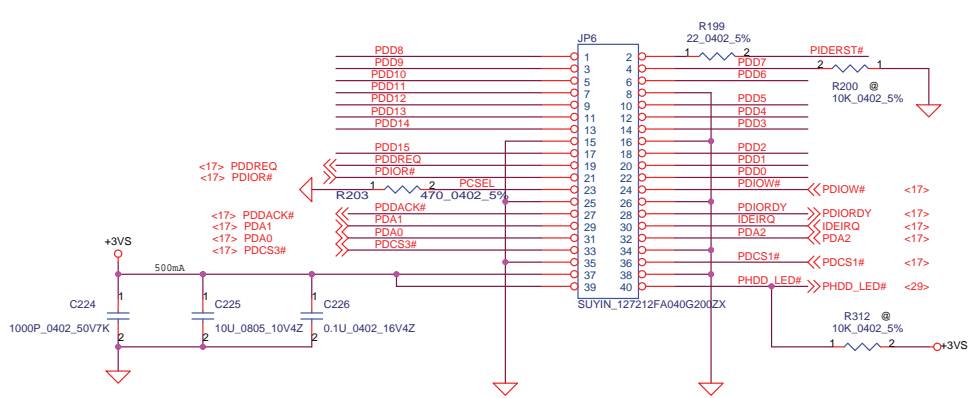 R199
JP6
22_0402_5%
PDD8 1 2 1 2 PIDERST#
PDD9 3 4 PDD7 2 1
PDD10 5 6 PDD6
PDD11 7 8 R200 @
PDD12 9 10 PDD5 10K_0402_5%
PDD13 11 12 PDD4
PDD14 13 14 PDD3
15 16
PDD15 17 18 PDD2
<17> PDDREQ PDDREQ 19 20 PDD1
<17> PDIOR# PDIOR# 21 22 PDD0
1 2 PCSEL 23 24 PDIOW# PDIOW# <17>
R203 470_0402_5% 25 26
<17> PDDACK# PDDACK# 27 28 PDIORDY PDIORDY <17>
<17> PDA1 PDA1 29 30 IDEIRQ IDEIRQ <17>
<17> PDA0 PDA0 31 32 PDA2 PDA2 <17>
<17> PDCS3# PDCS3# 33 34
+3VS 35 36 PDCS1# PDCS1# <17>
500mA 37 38
39 40 PHDD_LED# PHDD_LED# <29>
SUYIN_127212FA040G200ZX
1 1 1
C224 C225 C226
1000P_0402_50V7K 10U_0805_10V4Z 0.1U_0402_16V4Z
2 2 2
R312 @
10K_0402_5%
1 2 +3VS